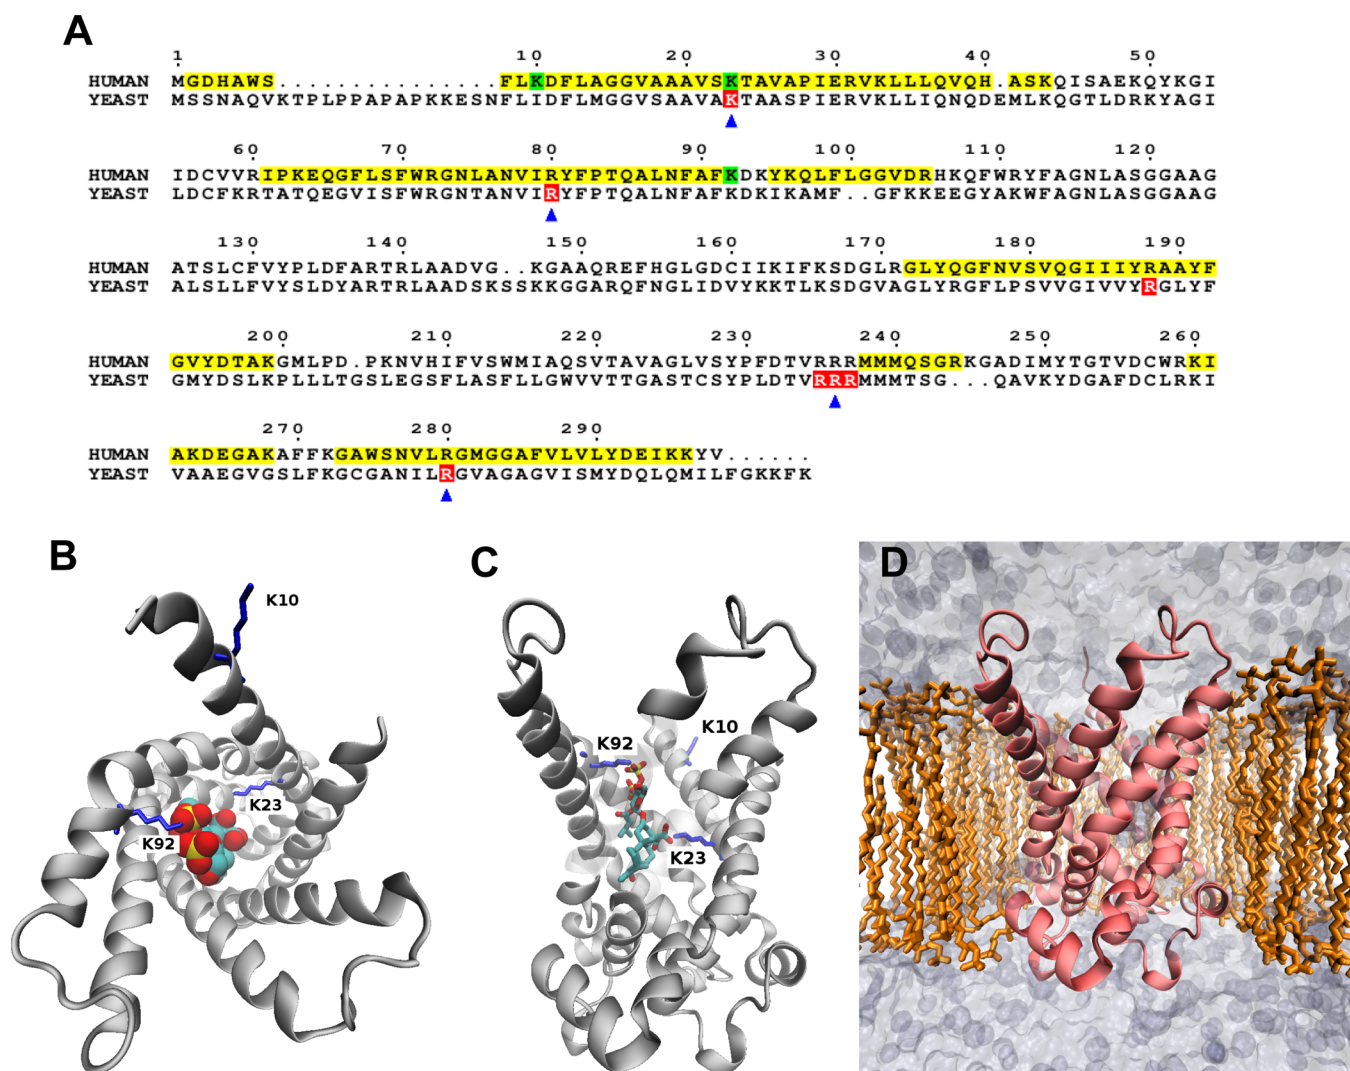 A
1 10 20 30 40 50
HUMAN MGDHAWS...............FLKDFLAGGVAAAVSKTAVAPIERVKLLLQVQH.ASKQISAEKQYKGI
YEAST MSSNAQVKTPLPPAPAPKKESNFLIDFLMGGVSAAVAKTAASPIERVKLLIQNQDEMLKQGTLDRKYAGI
60 70 80 90 100 110 120
HUMAN IDCVVRIPKEQGFLSFWRGNLANVIRYFPTQALNFAFKDKYKQLFLGGVDRHKQFWRYFAGNLASGGAAG
YEAST LDCFKRTATQEGVISFWRGNTANVIRYFPTQALNFAFKDKIKAMF..GFKKEEGYAKWFAGNLASGGAAG
130 140 150 160 170 180 190
HUMAN ATSLCFVYPLDFARTRLAADVG..KGAAQREFHGLGDCIIKIFKSDGLRGLYQGFNVSVQGIIIYRAAYF
YEAST ALSLLFVYSLDYARTRLAADSKSSKKGGARQFNGLIDVYKKTLKSDGVAGLYRGFLPSVVGIVVYRGLYF
200 210 220 230 240 250 260
HUMAN GVYDTAKGMLPD.PKNVHIFVSWMIAQSVTAVAGLVSYPFDTVRRRMMMQSGRKGADIMYTGTVDCWRKI
YEAST GMYDSLKPLLLTGSLEGSFLASFLLGWVVTTGASTCSYPLDTVRRRMMMTSG...QAVKYDGAFDCLRKI
270 280 290
HUMAN AKDEGAKAFFKGAWSNVLRGMGGAFVLVLYDEIKKYV......
YEAST VAAEGVGSLFKGCGANILRGVAGAGVISMYDQLQMILFGKKFK
B
K10
K23
K92
C
K92
K10
K23
D